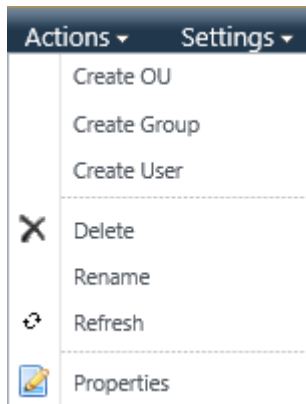 Actions Settings
Create OU
Create Group
Create User
Delete
Rename
Refresh
Properties